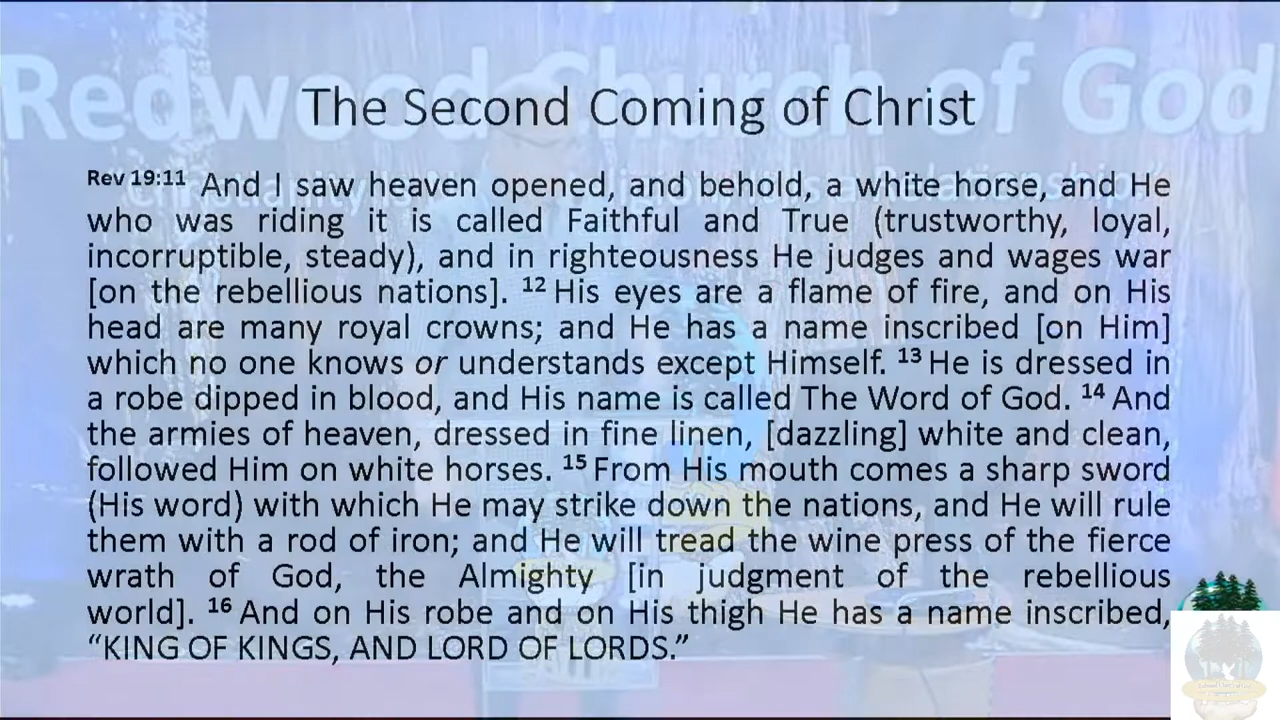 Redwood Church of God
The Second Coming of Christ
Rev 19:11 And I saw heaven opened, and behold, a white horse, and He
who was riding it is called Faithful and True (trustworthy, loyal,
incorruptible, steady), and in righteousness He judges and wages war
[on the rebellious nations]. 12 His eyes are a flame of fire, and on His
head are many royal crowns; and He has a name inscribed [on Him]
which no one knows or understands except Himself. 13 He is dressed in
a robe dipped in blood, and His name is called The Word of God. 14 And
the armies of heaven, dressed in fine linen, [dazzling] white and clean,
followed Him on white horses. 15 From His mouth comes a sharp sword
(His word) with which He may strike down the nations, and He will rule
them with a rod of iron; and He will tread the wine press of the fierce
wrath of God, the Almighty [in judgment of the rebellious
world]. 16 And on His robe and on His thigh He has a name inscribed,
“KING OF KINGS, AND LORD OF LORDS.”